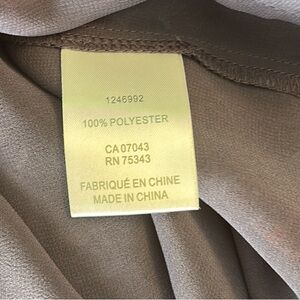 1246992
100% POLYESTER
CA 07043
RN 75343
FABRIQUÉ EN CHINE
MADE IN CHINA